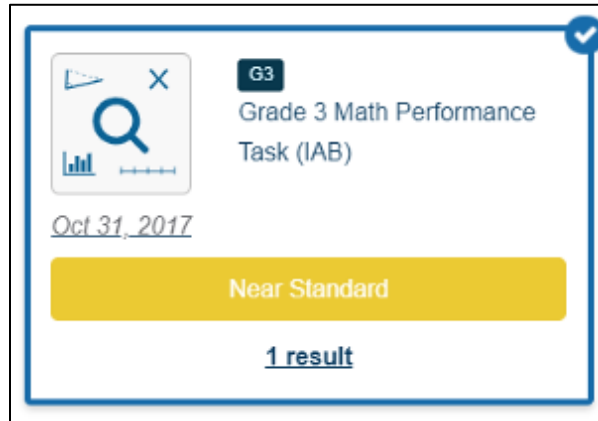 G3
Grade 3 Math Performance
Task (IAB)
Oct 31, 2017
Near Standard
1 result